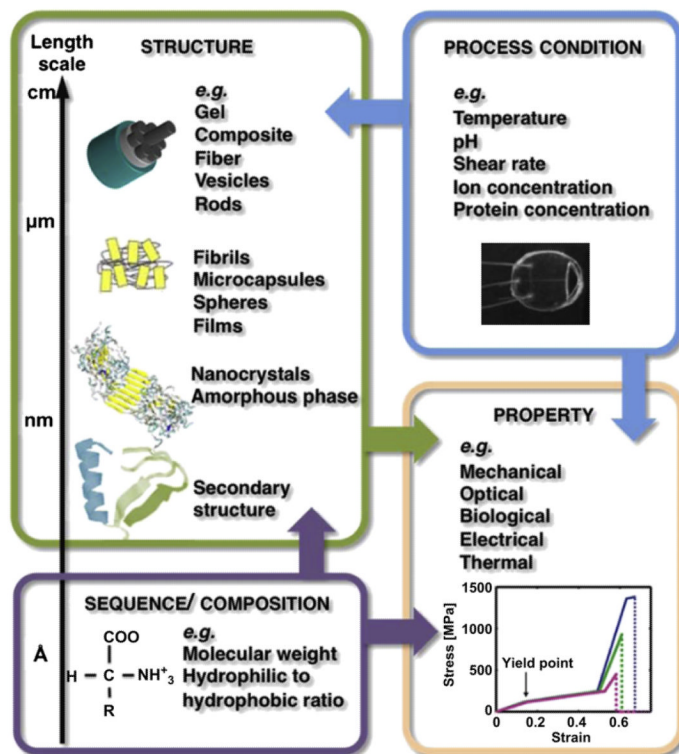 Length
scale
cm
µm
nm
Å
STRUCTURE
e.g.
Gel
Composite
Fiber
Vesicles
Rods
Fibrils
Microcapsules
Spheres
Films
Nanocrystals
Amorphous phase
Secondary
structure
PROCESS CONDITION
e.g.
Temperature
pH
Shear rate
Ion concentration
Protein concentration
SEQUENCE/ COMPOSITION
COO
H C NH⁺₃
R
e.g.
Molecular weight
Hydrophilic to
hydrophobic ratio
PROPERTY
e.g.
Mechanical
Optical
Biological
Electrical
Thermal
Stress [MPa]
1500
1000
500
0
Yield point
0 0.2 0.4 0.6
Strain